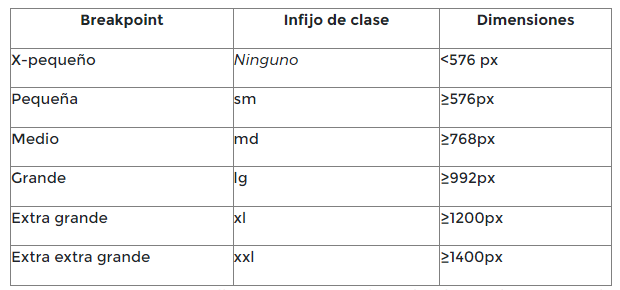 Breakpoint Infijo de clase Dimensiones
X-pequeño Ninguno <576 px
Pequeña sm ≥576px
Medio md ≥768px
Grande lg ≥992px
Extra grande xl ≥1200px
Extra extra grande xxl ≥1400px